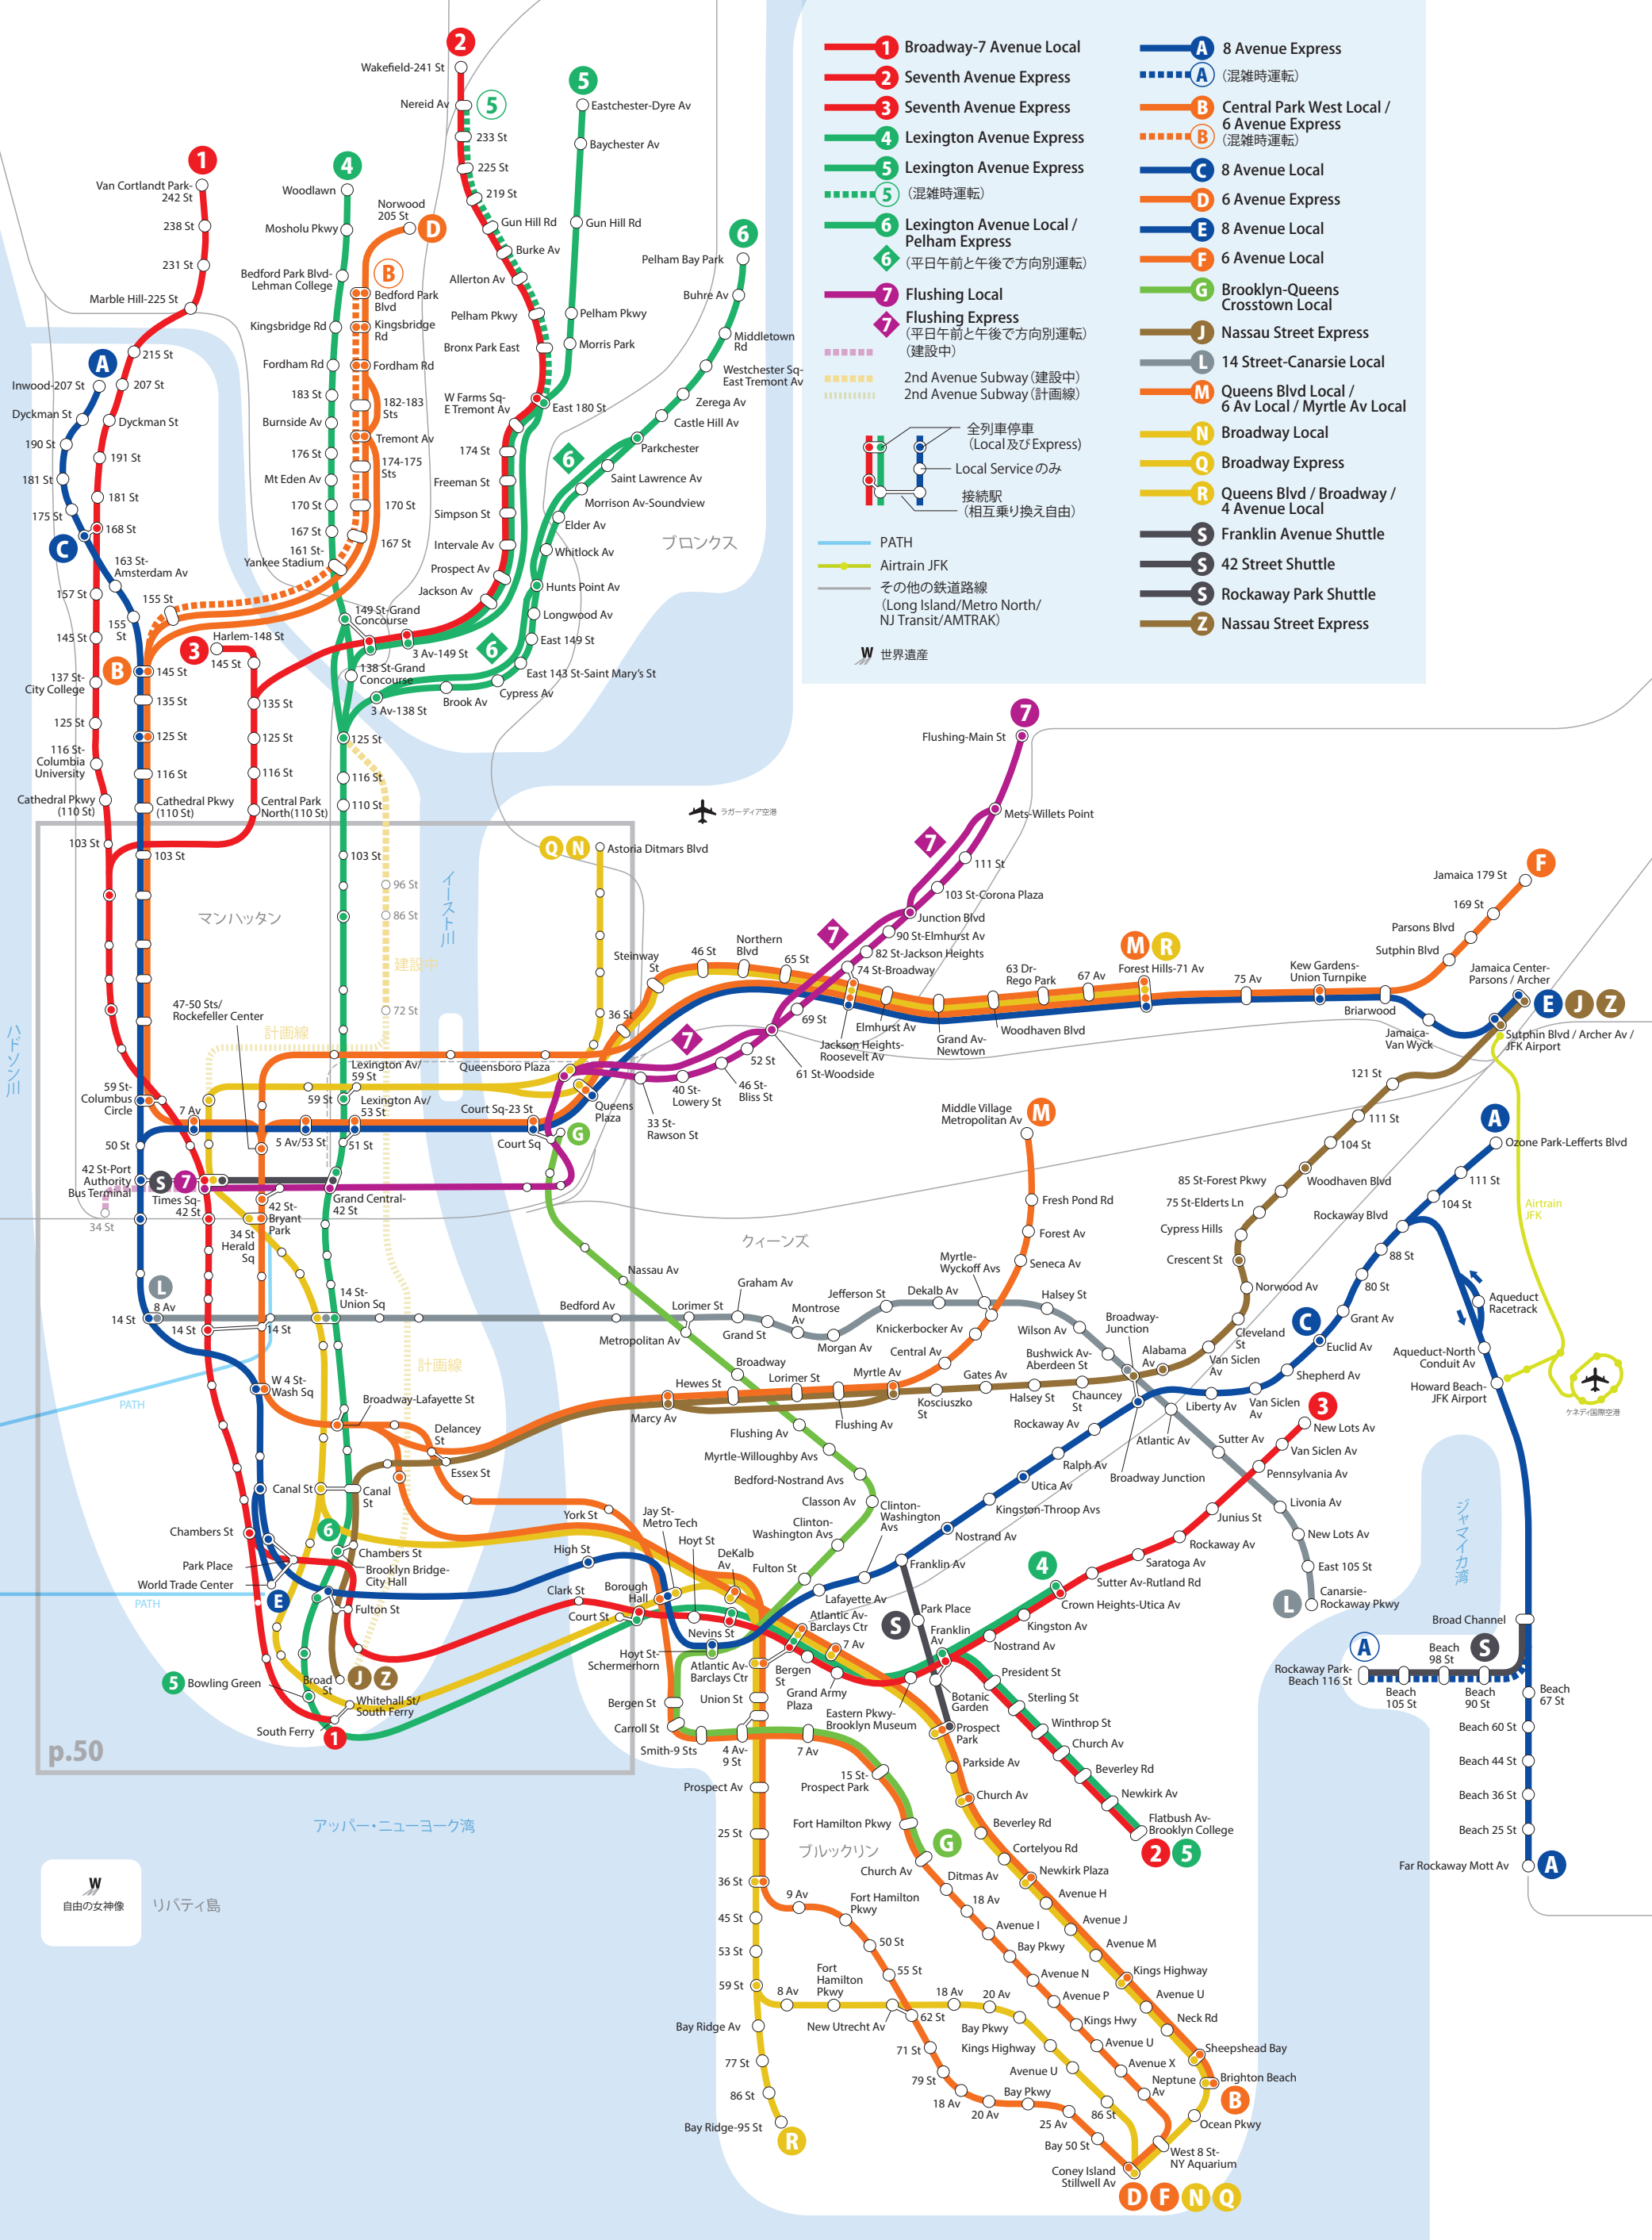 1 Broadway-7 Avenue Local
2 Seventh Avenue Express
3 Seventh Avenue Express
4 Lexington Avenue Express
5 Lexington Avenue Express
5 (混雑時運転)
6 Lexington Avenue Local /
Pelham Express
6 (平日午前と午後で方向別運転)
7 Flushing Local
7 Flushing Express
(平日午前と午後で方向別運転)
(建設中)
2nd Avenue Subway (建設中)
2nd Avenue Subway (計画線)
全列車停車
(Local 及び Express)
Local Service のみ
接続駅
(相互乗り換え自由)
PATH
Airtrain JFK
その他の鉄道路線
(Long Island/Metro North/
NJ Transit/AMTRAK)
W 世界遺産
A 8 Avenue Express
A (混雑時運転)
B Central Park West Local /
6 Avenue Express
B (混雑時運転)
C 8 Avenue Local
D 6 Avenue Express
E 8 Avenue Local
F 6 Avenue Local
G Brooklyn-Queens
Crosstown Local
J Nassau Street Express
L 14 Street-Canarsie Local
M Queens Blvd Local /
6 Av Local / Myrtle Av Local
N Broadway Local
Q Broadway Express
R Queens Blvd / Broadway /
4 Avenue Local
S Franklin Avenue Shuttle
S 42 Street Shuttle
S Rockaway Park Shuttle
Z Nassau Street Express
1
Van Cortlandt Park-
242 St
238 St
231 St
Marble Hill-225 St
215 St
207 St
Dyckman St
191 St
181 St
168 St
157 St
145 St
137 St-
City College
125 St
116 St-
Columbia
University
Cathedral Pkwy
(110 St)
103 St
A
Inwood-207 St
Dyckman St
190 St
181 St
175 St
C
163 St-
Amsterdam Av
155
St
B
145 St
135 St
125 St
116 St
Cathedral Pkwy
(110 St)
103 St
3
Harlem-148 St
145 St
135 St
125 St
116 St
Central Park
North(110 St)
4
Woodlawn
Mosholu Pkwy
Bedford Park Blvd-
Lehman College
Kingsbridge Rd
Fordham Rd
183 St
Burnside Av
176 St
Mt Eden Av
170 St
167 St
161 St-
Yankee Stadium
149 St-Grand
Concourse
138 St-Grand
Concourse
125 St
116 St
110 St
103 St
Norwood
205 St
D
B
Bedford Park
Blvd
Kingsbridge
Rd
Fordham Rd
182-183
Sts
Tremont Av
174-175
Sts
170 St
167 St
155 St
2
Wakefield-241 St
Nereid Av
5
233 St
225 St
219 St
Gun Hill Rd
Burke Av
Allerton Av
Pelham Pkwy
Bronx Park East
W Farms Sq-
E Tremont Av
East 180 St
174 St
Freeman St
Simpson St
Intervale Av
Prospect Av
Jackson Av
3 Av-149 St
5
Eastchester-Dyre Av
Baychester Av
Gun Hill Rd
Pelham Pkwy
Morris Park
6
Pelham Bay Park
Buhre Av
Middletown
Rd
Westchester Sq-
East Tremont Av
Zerega Av
Castle Hill Av
Parkchester
6
Saint Lawrence Av
Morrison Av-Soundview
Elder Av
Whitlock Av
Hunts Point Av
Longwood Av
East 149 St
6
East 143 St-Saint Mary's St
Cypress Av
Brook Av
3 Av-138 St
ブロンクス
マンハッタン
イースト川
ハドソン川
ラガーディア空港
96 St
86 St
建設中
72 St
計画線
47-50 Sts/
Rockefeller Center
59 St-
Columbus
Circle
7 Av
50 St
42 St-Port
Authority
Bus Terminal
S 7
Times Sq-
42 St
34 St
Lexington Av/
59 St
59 St
Lexington Av/
53 St
5 Av/53 St
51 St
Grand Central-
42 St
42 St-
Bryant
Park
34 St
Herald
Sq
L
8 Av
14 St
14 St
14 St
14 St-
Union Sq
計画線
W 4 St-
Wash Sq
PATH
Broadway-Lafayette St
Delancey
St
Essex St
Canal St
Canal
St
Chambers St
6
Chambers St
Brooklyn Bridge-
City Hall
Park Place
World Trade Center
PATH
E
Fulton St
5 Bowling Green
Broad
St
J Z
Whitehall St/
South Ferry
South Ferry
1
p.50
Q N Astoria Ditmars Blvd
Steinway
St
36 St
Queensboro Plaza
Queens
Plaza
Court Sq-23 St
Court Sq
G
46 St
Northern
Blvd
65 St
7
Flushing-Main St
Mets-Willets Point
7
111 St
103 St-Corona Plaza
Junction Blvd
7
90 St-Elmhurst Av
82 St-Jackson Heights
74 St-Broadway
69 St
61 St-Woodside
7
52 St
46 St-
Bliss St
40 St-
Lowery St
33 St-
Rawson St
Jackson Heights-
Roosevelt Av
Elmhurst Av
Grand Av-
Newtown
Woodhaven Blvd
63 Dr-
Rego Park
67 Av
M R
Forest Hills-71 Av
75 Av
Kew Gardens-
Union Turnpike
Briarwood
F
Jamaica 179 St
169 St
Parsons Blvd
Sutphin Blvd
Jamaica Center-
Parsons/Archer
E J Z
Jamaica-
Van Wyck
Sutphin Blvd / Archer Av /
JFK Airport
121 St
111 St
104 St
Woodhaven Blvd
85 St-Forest Pkwy
75 St-Elderts Ln
Cypress Hills
Crescent St
Norwood Av
Cleveland
St
Van Siclen
Av
Alabama
Av
Broadway-
Junction
Chauncey
St
Halsey St
Gates Av
Kosciuszko
St
Myrtle Av
Flushing Av
Lorimer St
Hewes St
Marcy Av
クィーンズ
Middle Village
Metropolitan Av
M
Fresh Pond Rd
Forest Av
Seneca Av
Myrtle-
Wyckoff Avs
Knickerbocker Av
Central Av
Bedford Av
Lorimer St
Graham Av
Grand St
Montrose
Av
Morgan Av
Jefferson St
Dekalb Av
Halsey St
Wilson Av
Bushwick Av-
Aberdeen St
Atlantic Av
Sutter Av
Livonia Av
New Lots Av
East 105 St
L
Canarsie-
Rockaway Pkwy
Nassau Av
Metropolitan Av
Broadway
Flushing Av
Myrtle-Willoughby Avs
Bedford-Nostrand Avs
Classon Av
Clinton-
Washington Avs
Fulton St
A
Ozone Park-Lefferts Blvd
111 St
104 St
Rockaway Blvd
88 St
80 St
Grant Av
C
Euclid Av
Shepherd Av
Van Siclen
Av
Liberty Av
Broadway Junction
Rockaway Av
Ralph Av
Utica Av
Kingston-Throop Avs
Nostrand Av
Franklin Av
Clinton-
Washington
Avs
Lafayette Av
Airtrain
JFK
Aqueduct
Racetrack
Aqueduct-North
Conduit Av
Howard Beach-
JFK Airport
ケネディ国際空港
ジャマイカ湾
Broad Channel
A
Rockaway Park-
Beach 116 St
Beach
105 St
Beach
98 St
S
Beach
90 St
Beach
67 St
Beach 60 St
Beach 44 St
Beach 36 St
Beach 25 St
Far Rockaway Mott Av
A
3
New Lots Av
Van Siclen Av
Pennsylvania Av
Junius St
Rockaway Av
Saratoga Av
Sutter Av-Rutland Rd
4
Crown Heights-Utica Av
Kingston Av
Nostrand Av
S
Park Place
Franklin
Av
Botanic
Garden
Prospect
Park
President St
Sterling St
Winthrop St
Church Av
Beverley Rd
Newkirk Av
Flatbush Av-
Brooklyn College
2 5
York St
High St
Clark St
Court St
Jay St-
Metro Tech
Borough
Hall
Hoyt St
DeKalb
Av
Nevins St
Hoyt St-
Schermerhorn
Atlantic Av-
Barclays Ctr
Atlantic Av-
Barclays Ctr
7 Av
Bergen
St
Grand Army
Plaza
Eastern Pkwy-
Brooklyn Museum
Bergen St
Carroll St
Smith-9 Sts
Union St
4 Av-
9 St
7 Av
15 St-
Prospect Park
Fort Hamilton Pkwy
Church Av
G
Prospect Av
25 St
36 St
45 St
53 St
59 St
Bay Ridge Av
77 St
86 St
Bay Ridge-95 St
R
ブルックリン
Parkside Av
Church Av
Beverley Rd
Cortelyou Rd
Newkirk Plaza
Avenue H
Avenue J
Avenue M
Kings Highway
Avenue U
Neck Rd
Sheepshead Bay
Brighton Beach
B
Ocean Pkwy
West 8 St-
NY Aquarium
Ditmas Av
18 Av
Avenue I
Bay Pkwy
Avenue N
Avenue P
Kings Hwy
Avenue U
Avenue X
Neptune
Av
9 Av
Fort Hamilton
Pkwy
50 St
55 St
62 St
71 St
79 St
18 Av
20 Av
Bay Pkwy
25 Av
Bay 50 St
8 Av
Fort
Hamilton
Pkwy
New Utrecht Av
18 Av
20 Av
Bay Pkwy
Kings Highway
Avenue U
86 St
Coney Island
Stillwell Av
D F N Q
アッパー・ニューヨーク湾
W
自由の女神像
リバティ島